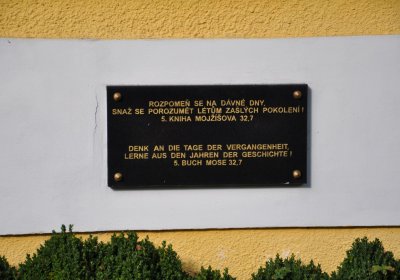 ROZPOMEŇ SE NA DÁVNÉ DNY,
SNAŽ SE POROZUMĚT LÉTŮM ZAŠLÝCH POKOLENÍ !
5. KNIHA MOJŽÍŠOVA 32,7
DENK AN DIE TAGE DER VERGANGENHEIT,
LERNE AUS DEN JAHREN DER GESCHICHTE !
5. BUCH MOSE 32,7